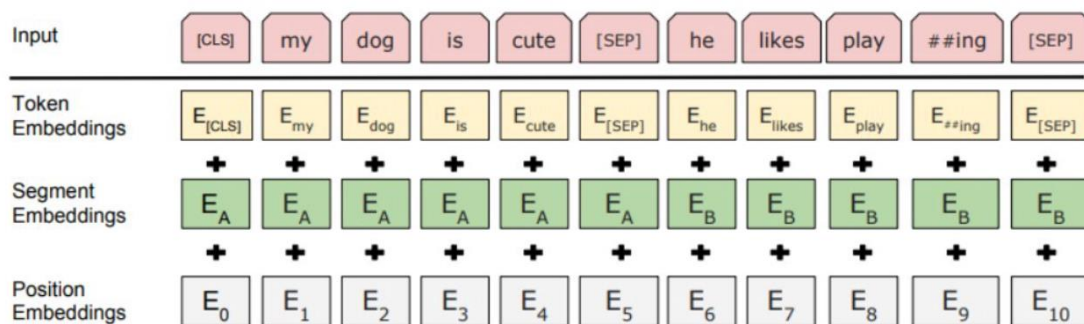 Input [CLS] my dog is cute [SEP] he likes play ##ing [SEP]
Token Embeddings E[CLS] Emy Edog Eis Ecute E[SEP] Ehe Elikes Eplay E##ing E[SEP]
Segment Embeddings EA EA EA EA EA EA EB EB EB EB EB
Position Embeddings E0 E1 E2 E3 E4 E5 E6 E7 E8 E9 E10